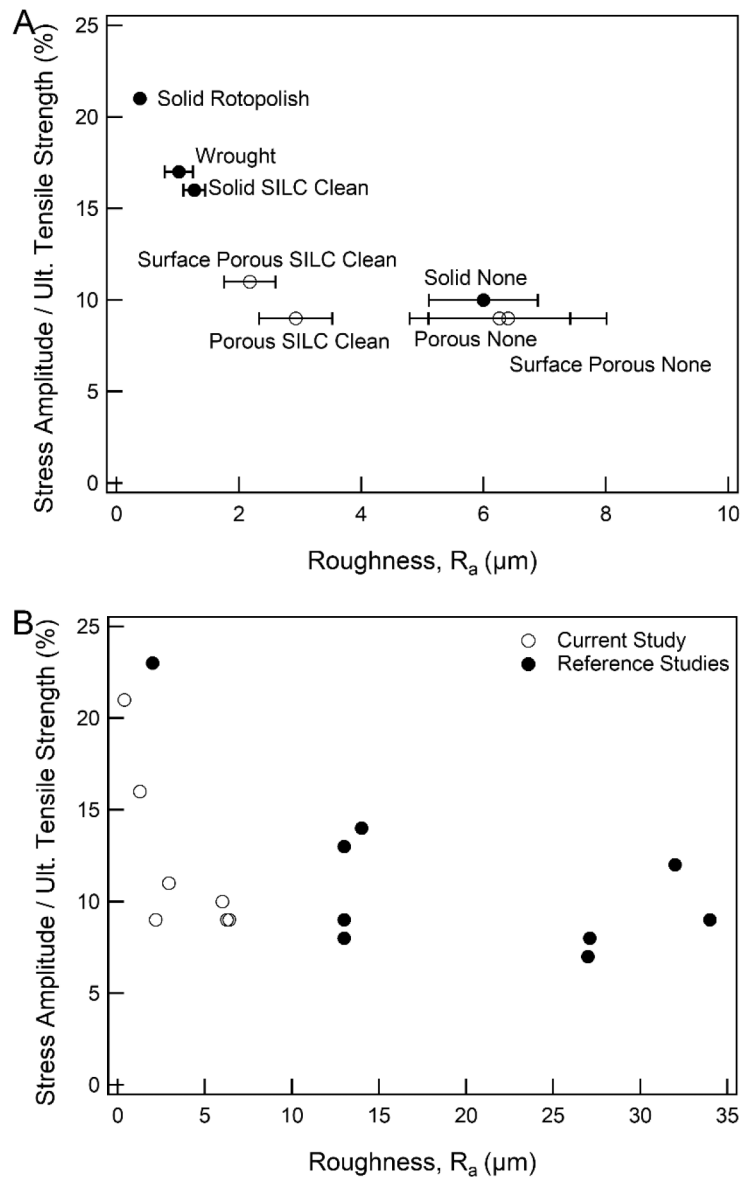 A
Stress Amplitude / Ult. Tensile Strength (%)
25
20
15
10
5
0
Solid Rotopolish
Wrought
Solid SILC Clean
Surface Porous SILC Clean
Solid None
Porous SILC Clean
Porous None
Surface Porous None
0 2 4 6 8 10
Roughness, Ra (µm)
B
Stress Amplitude / Ult. Tensile Strength (%)
25
20
15
10
5
0
Current Study
Reference Studies
0 5 10 15 20 25 30 35
Roughness, Ra (µm)